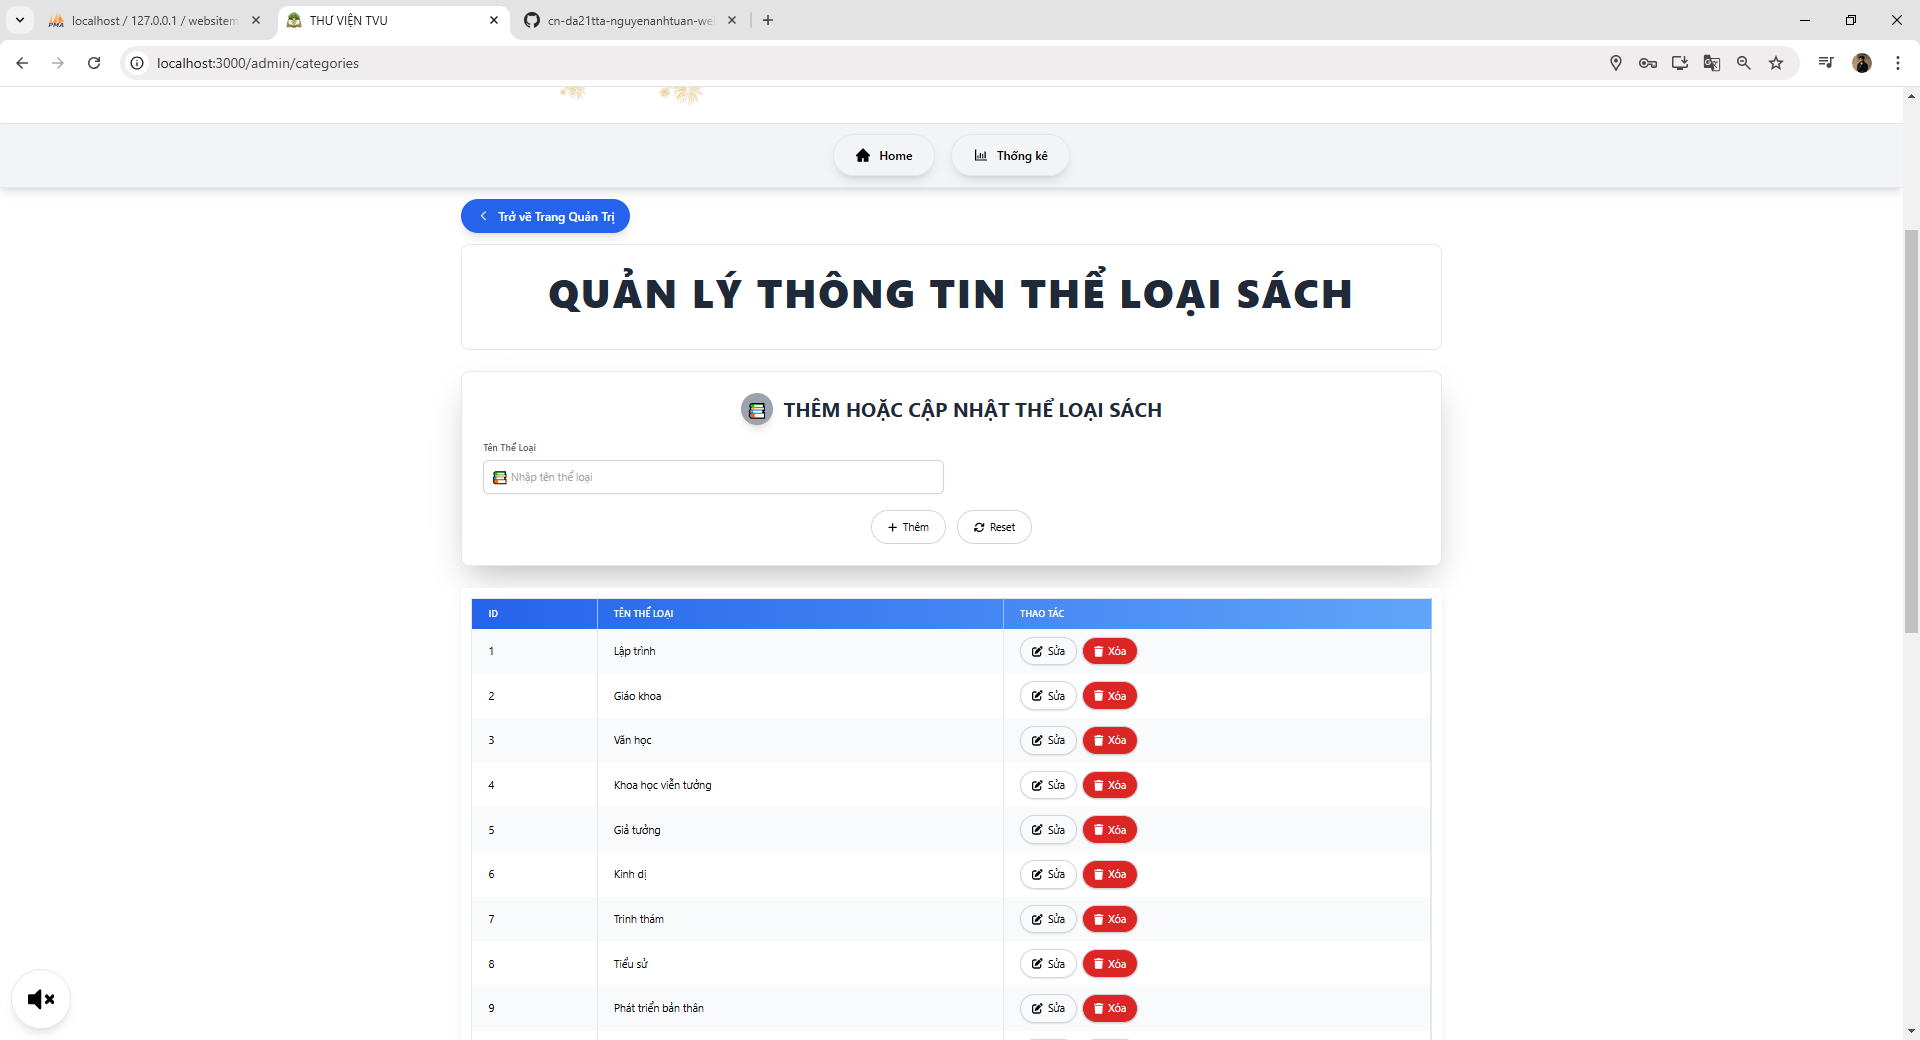 localhost / 127.0.0.1 / websitem
THƯ VIỆN TVU
cn-da21tta-nguyenanhtuan-we
localhost:3000/admin/categories
Home
Thống kê
Trở về Trang Quản Trị
QUẢN LÝ THÔNG TIN THỂ LOẠI SÁCH
THÊM HOẶC CẬP NHẬT THỂ LOẠI SÁCH
Tên Thể Loại
Nhập tên thể loại
Thêm
Reset
ID TÊN THỂ LOẠI THAO TÁC
1 Lập trình Sửa Xóa
2 Giáo khoa Sửa Xóa
3 Văn học Sửa Xóa
4 Khoa học viễn tưởng Sửa Xóa
5 Giả tưởng Sửa Xóa
6 Kinh dị Sửa Xóa
7 Trinh thám Sửa Xóa
8 Tiểu sử Sửa Xóa
9 Phát triển bản thân Sửa Xóa